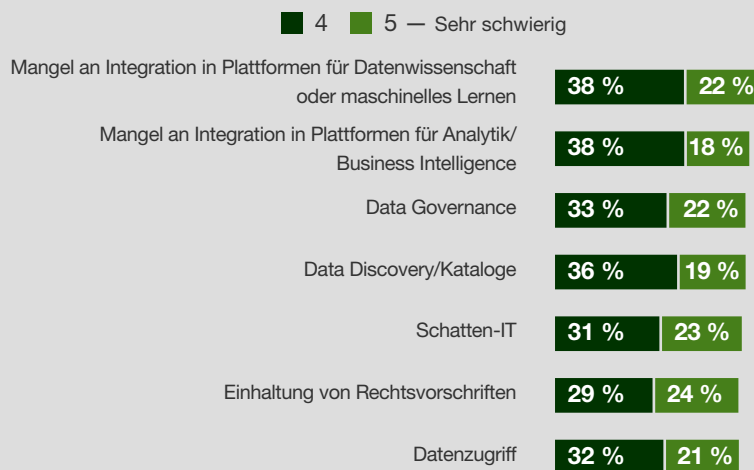 4 5 — Sehr schwierig
Mangel an Integration in Plattformen für Datenwissenschaft
oder maschinelles Lernen
38 % 22 %
Mangel an Integration in Plattformen für Analytik/
Business Intelligence
38 % 18 %
Data Governance
33 % 22 %
Data Discovery/Kataloge
36 % 19 %
Schatten-IT
31 % 23 %
Einhaltung von Rechtsvorschriften
29 % 24 %
Datenzugriff
32 % 21 %